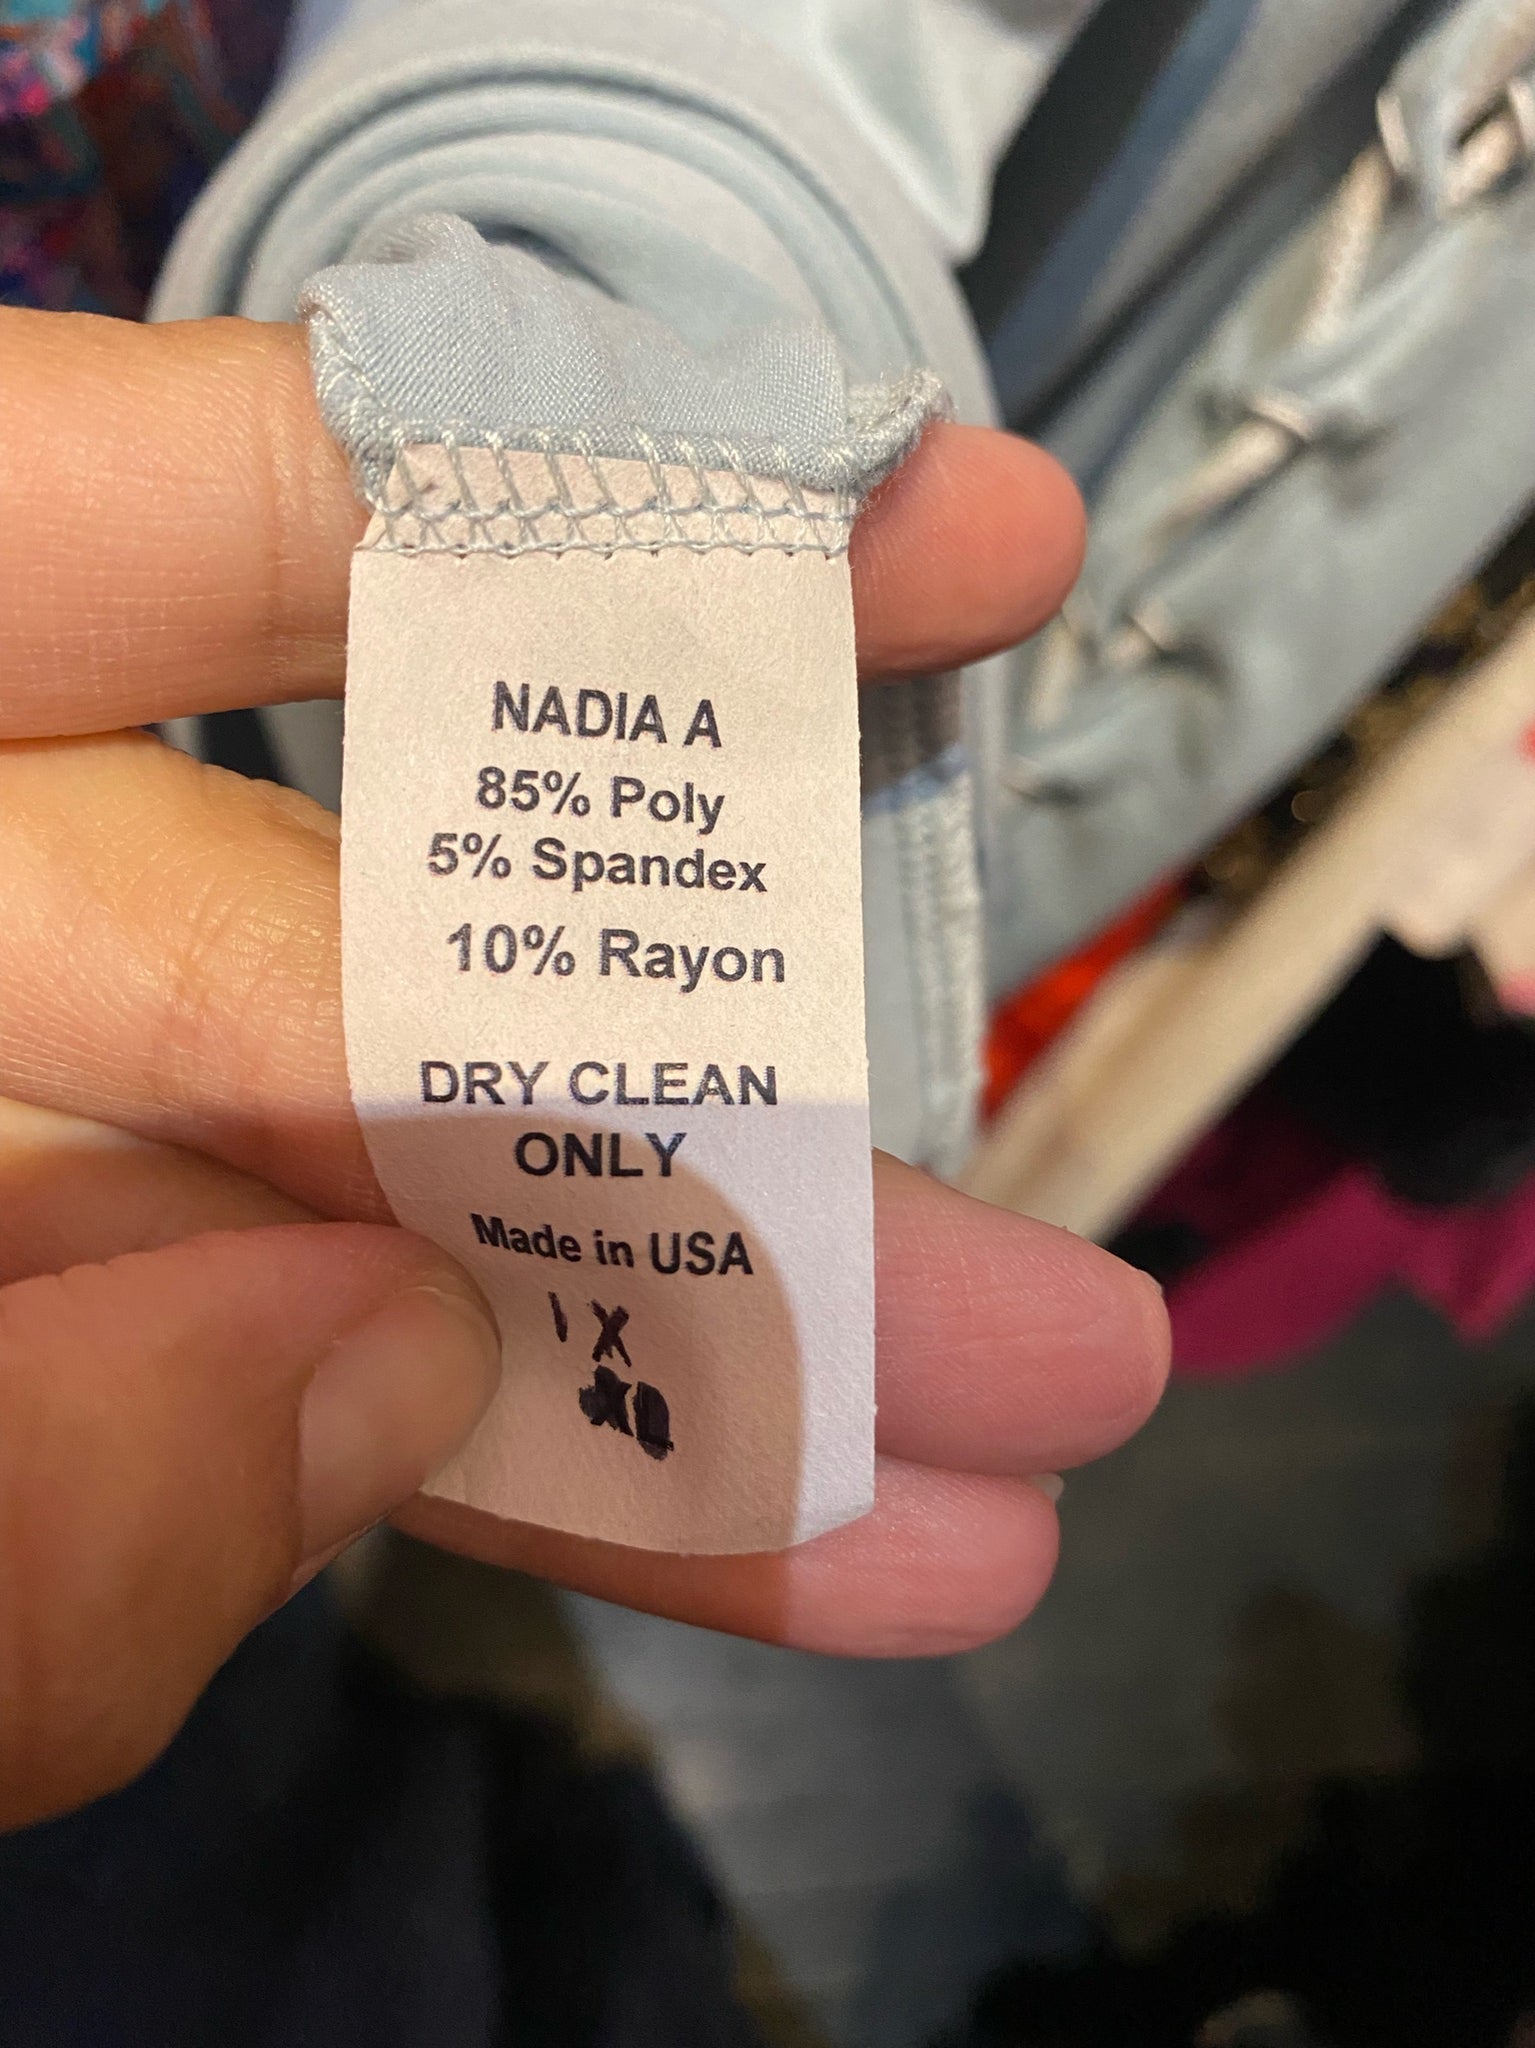 NADIA A
85% Poly
5% Spandex
10% Rayon
DRY CLEAN
ONLY
Made in USA
1X